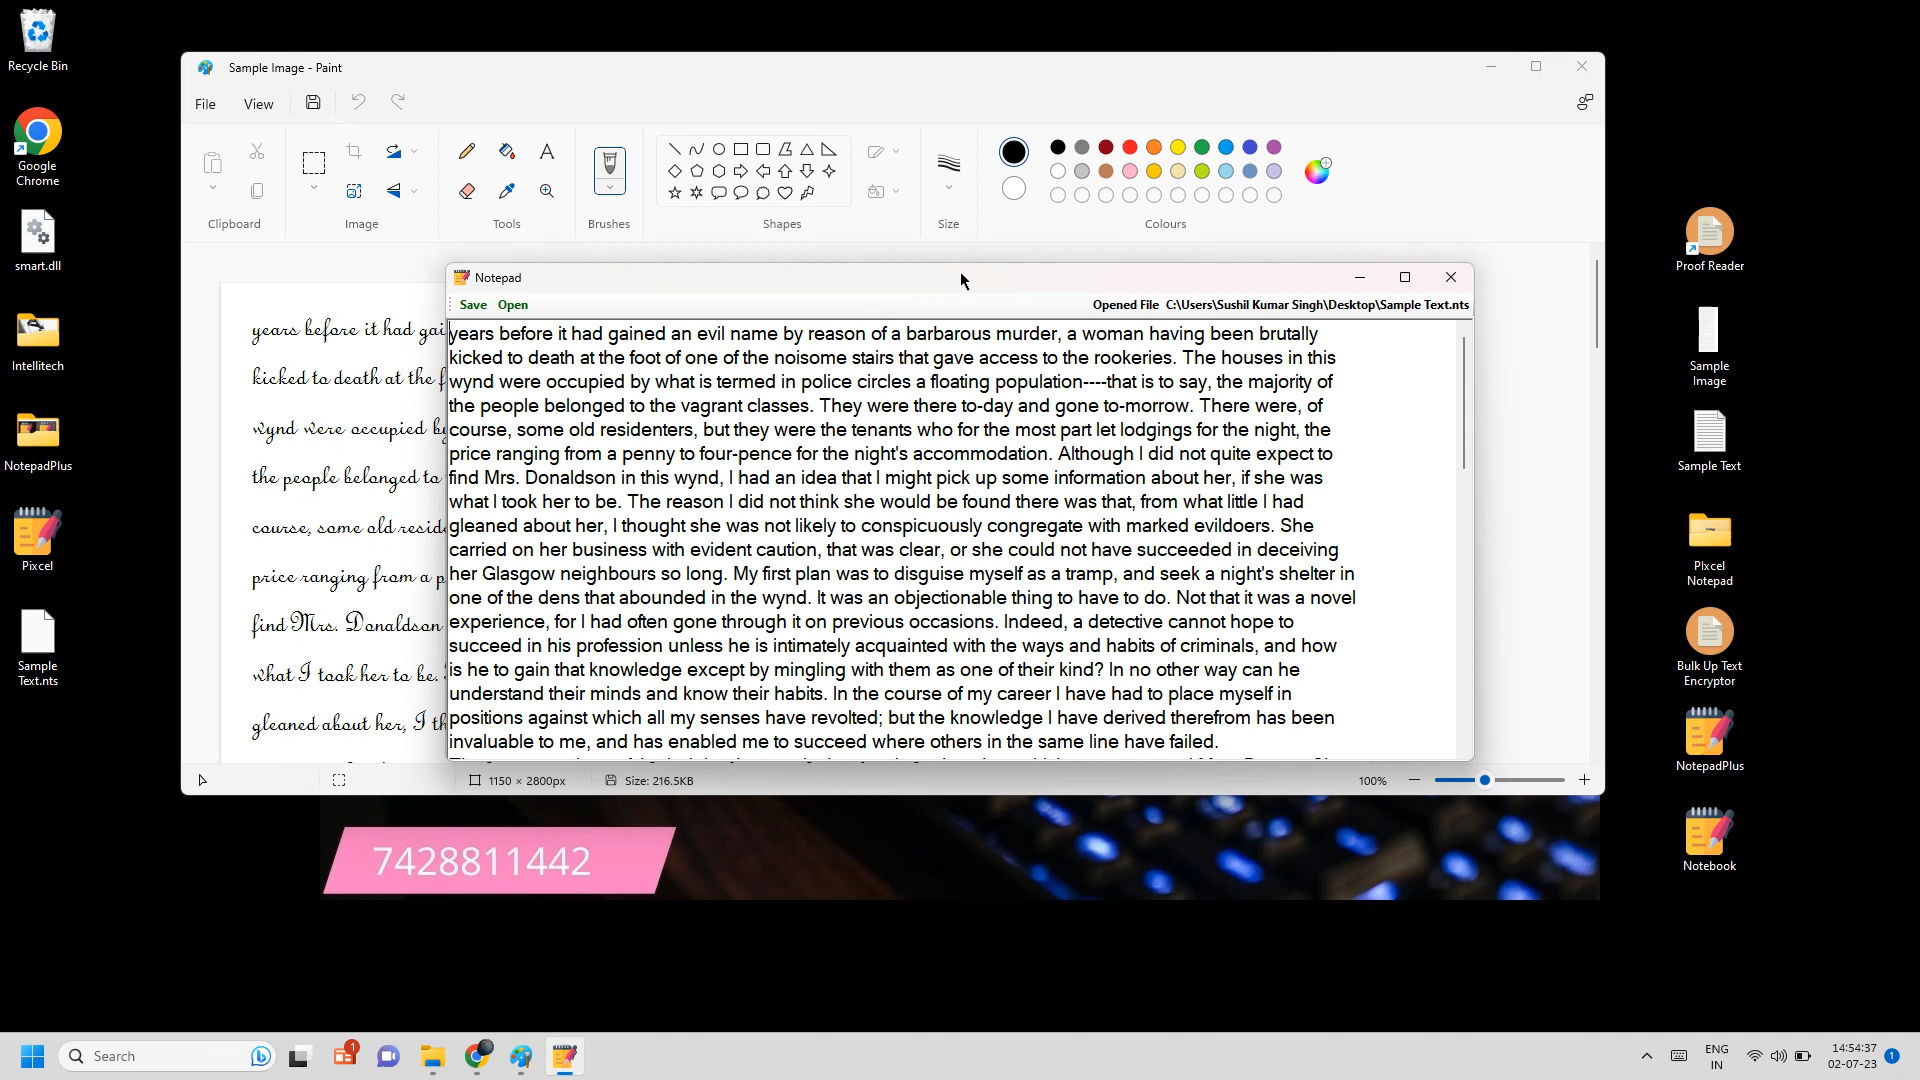 Recycle Bin
Google Chrome
smart.dll
Intellitech
NotepadPlus
Pixcel
Sample Text.nts
Sample Image - Paint
File View
Clipboard Image Tools Brushes Shapes Size Colours
years before it had gai
kicked to death at the f
wynd were occupied by
the people belonged to
course, some old reside
price ranging from a p
find Mrs. Donaldson
what I took her to be.
gleaned about her, I th
Notepad
Save Open Opened File C:\Users\Sushil Kumar Singh\Desktop\Sample Text.nts
years before it had gained an evil name by reason of a barbarous murder, a woman having been brutally
kicked to death at the foot of one of the noisome stairs that gave access to the rookeries. The houses in this
wynd were occupied by what is termed in police circles a floating population----that is to say, the majority of
the people belonged to the vagrant classes. They were there to-day and gone to-morrow. There were, of
course, some old residenters, but they were the tenants who for the most part let lodgings for the night, the
price ranging from a penny to four-pence for the night's accommodation. Although I did not quite expect to
find Mrs. Donaldson in this wynd, I had an idea that I might pick up some information about her, if she was
what I took her to be. The reason I did not think she would be found there was that, from what little I had
gleaned about her, I thought she was not likely to conspicuously congregate with marked evildoers. She
carried on her business with evident caution, that was clear, or she could not have succeeded in deceiving
her Glasgow neighbours so long. My first plan was to disguise myself as a tramp, and seek a night's shelter in
one of the dens that abounded in the wynd. It was an objectionable thing to have to do. Not that it was a novel
experience, for I had often gone through it on previous occasions. Indeed, a detective cannot hope to
succeed in his profession unless he is intimately acquainted with the ways and habits of criminals, and how
is he to gain that knowledge except by mingling with them as one of their kind? In no other way can he
understand their minds and know their habits. In the course of my career I have had to place myself in
positions against which all my senses have revolted; but the knowledge I have derived therefrom has been
invaluable to me, and has enabled me to succeed where others in the same line have failed.
1150 × 2800px Size: 216.5KB 100%
7428811442
Proof Reader
Sample Image
Sample Text
PIxcel Notepad
Bulk Up Text Encryptor
NotepadPlus
Notebook
Search
1
ENG
IN
14:54:37
02-07-23
1